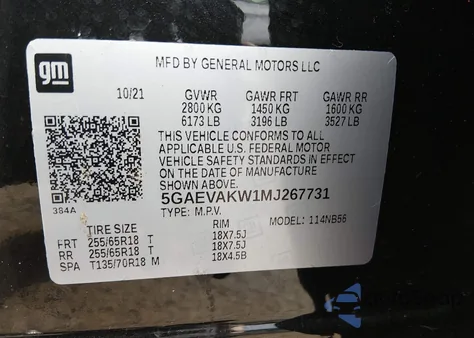 gm
MFD BY GENERAL MOTORS LLC
10/21 GVWR GAWR FRT GAWR RR
2800 KG 1450 KG 1600 KG
6173 LB 3196 LB 3527 LB
THIS VEHICLE CONFORMS TO ALL
APPLICABLE U.S. FEDERAL MOTOR
VEHICLE SAFETY STANDARDS IN EFFECT
ON THE DATE OF MANUFACTURE
SHOWN ABOVE.
5GAEVAKW1MJ267731
TYPE: M.P.V. MODEL: 114NB56
384A
TIRE SIZE RIM
FRT 255/65R18 T 18X7.5J
RR 255/65R18 T 18X7.5J
SPA T135/70R18 M 18X4.5B